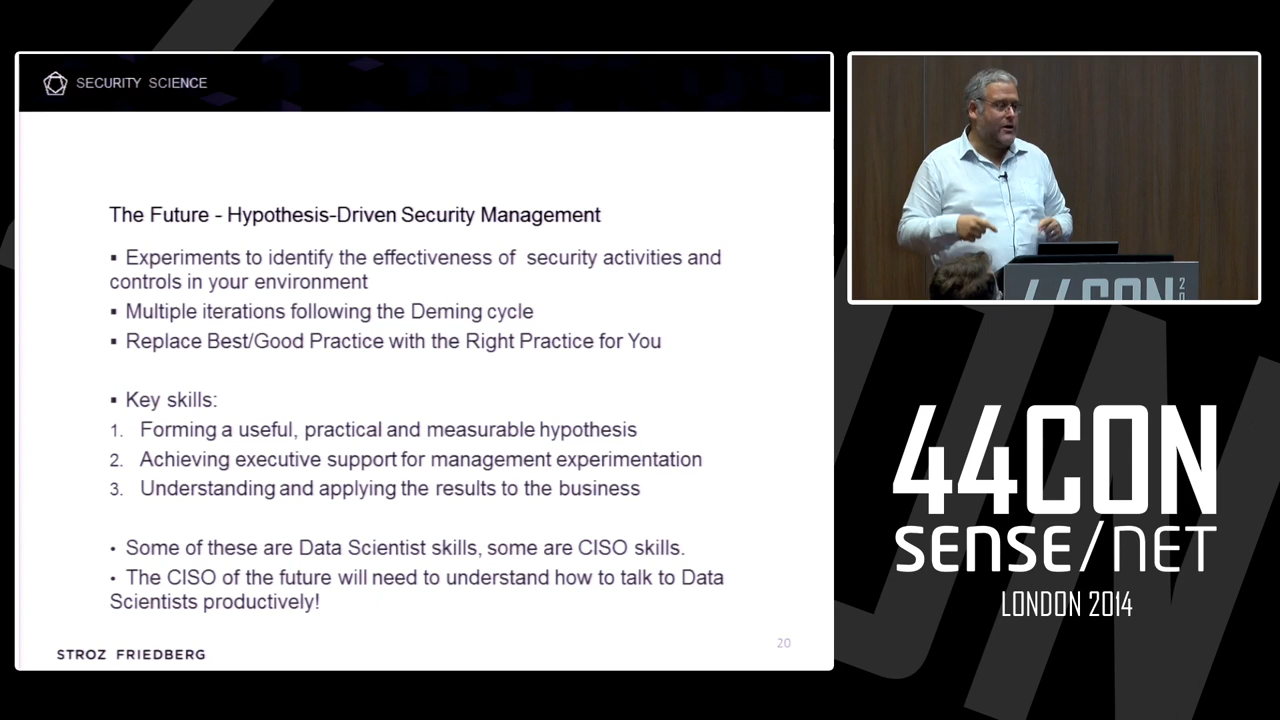 SECURITY SCIENCE
The Future - Hypothesis-Driven Security Management
▪ Experiments to identify the effectiveness of security activities and
controls in your environment
▪ Multiple iterations following the Deming cycle
▪ Replace Best/Good Practice with the Right Practice for You
▪ Key skills:
1. Forming a useful, practical and measurable hypothesis
2. Achieving executive support for management experimentation
3. Understanding and applying the results to the business
• Some of these are Data Scientist skills, some are CISO skills.
• The CISO of the future will need to understand how to talk to Data
Scientists productively!
20
STROZ FRIEDBERG
44CON
44CON
SENSE/NET
LONDON 2014